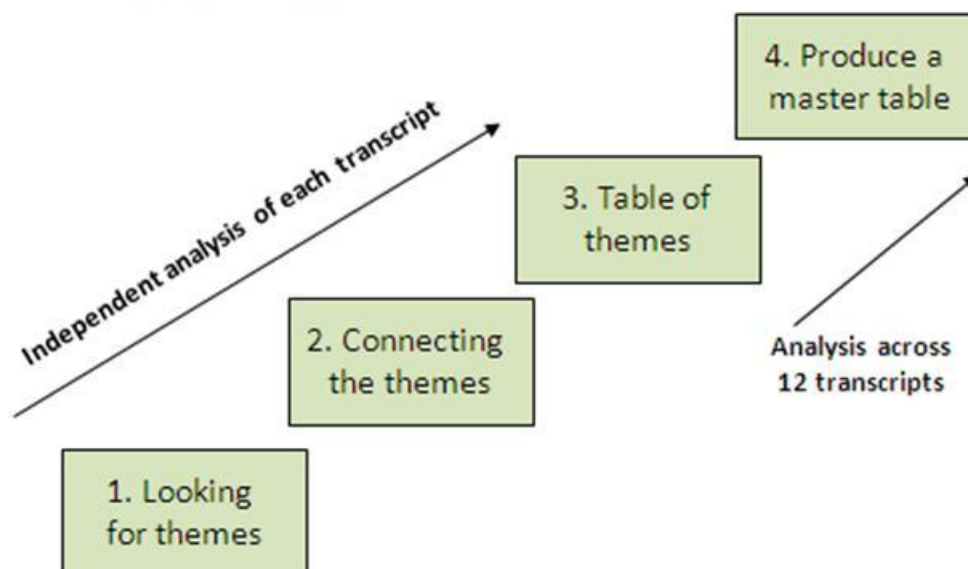 4. Produce a
master table
Independent analysis of each transcript
3. Table of
themes
2. Connecting
the themes
Analysis across
12 transcripts
1. Looking
for themes